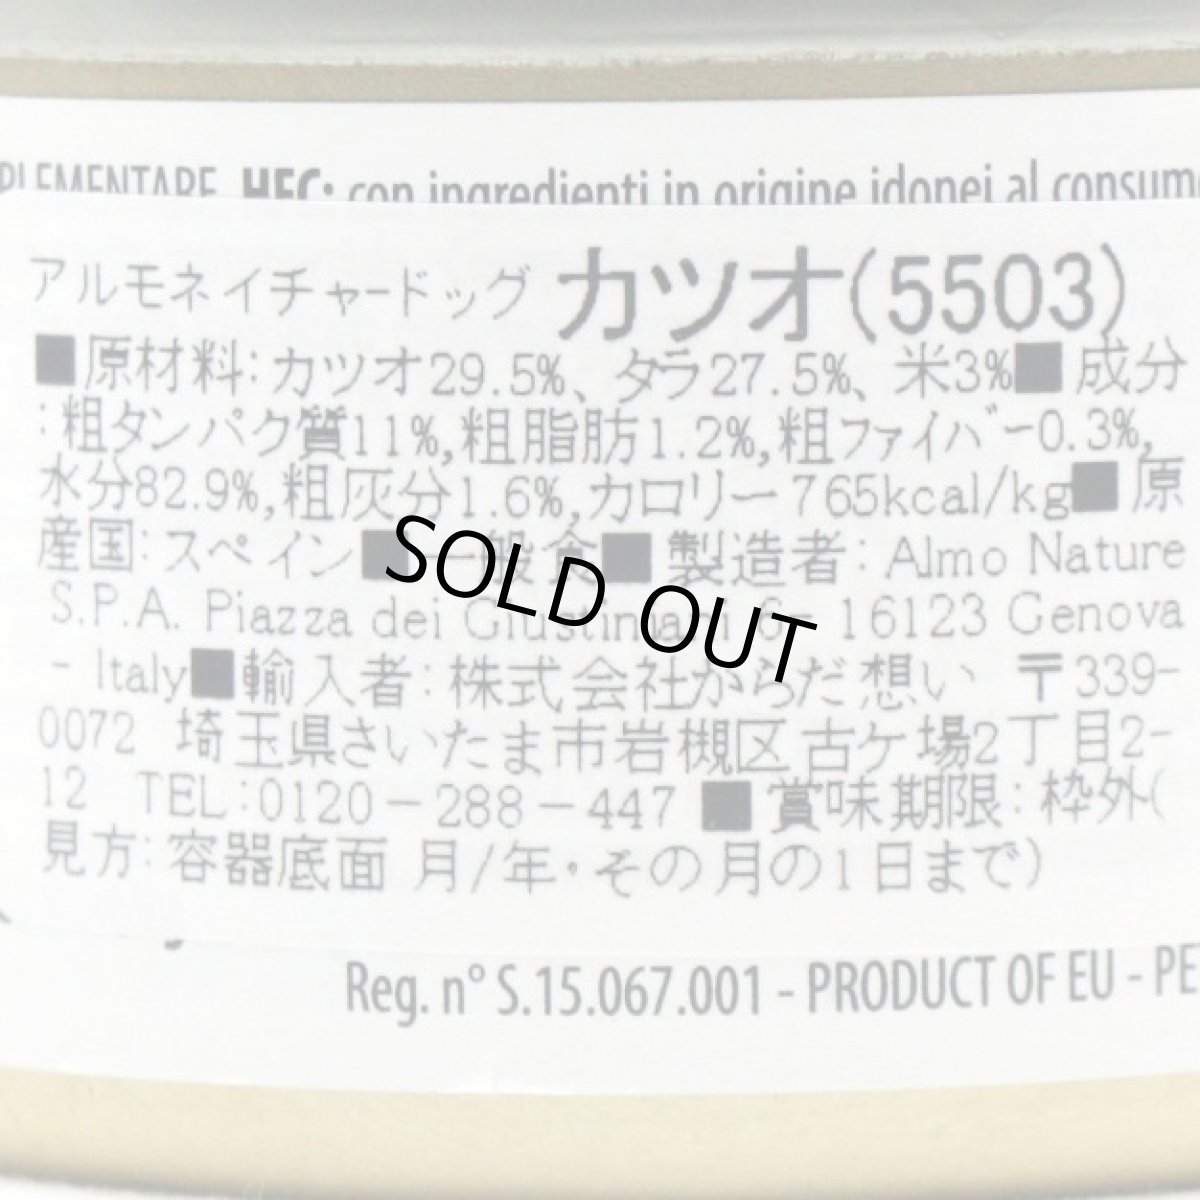 PLEMENTARE. HFC: con ingredienti in origine idonei al consum
アルモネイチャードッグ カツオ(5503)
■原材料:カツオ29.5%、タラ27.5%、米3%■成分
:粗タンパク質11%,粗脂肪1.2%,粗ファイバー0.3%,
水分82.9%,粗灰分1.6%,カロリー765kcal/kg■原
産国:スペイン■一般食■製造者:Almo Nature
S.P.A. Piazza dei Giustiniani 6- 16123 Genova
- Italy■輸入者:株式会社からだ想い 〒339-
0072 埼玉県さいたま市岩槻区古ケ場2丁目2-
12 TEL:0120-288-447 ■賞味期限:枠外(
見方:容器底面 月/年・その月の1日まで)
SOLD OUT
Reg. n° S.15.067.001 - PRODUCT OF EU - PE